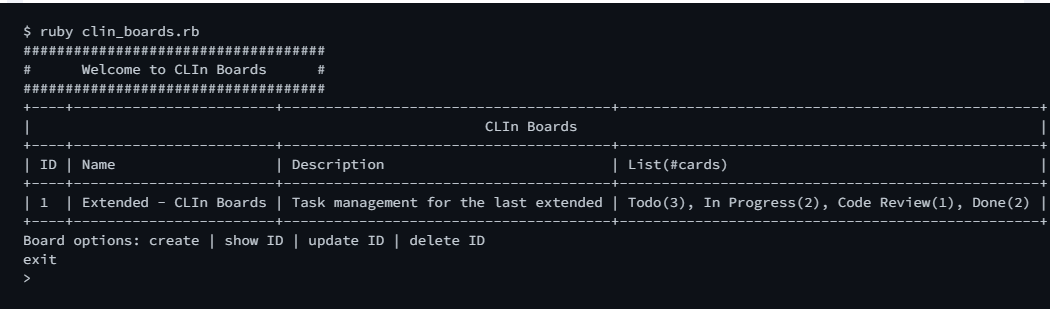 $ ruby clin_boards.rb
####################################
#      Welcome to CLIn Boards      #
####################################
+----+------------------------+---------------------------------------+--------------------------------------------------+
|                                                      CLIn Boards                                                       |
+----+------------------------+---------------------------------------+--------------------------------------------------+
| ID | Name                   | Description                           | List(#cards)                                     |
+----+------------------------+---------------------------------------+--------------------------------------------------+
| 1  | Extended - CLIn Boards | Task management for the last extended | Todo(3), In Progress(2), Code Review(1), Done(2) |
+----+------------------------+---------------------------------------+--------------------------------------------------+
Board options: create | show ID | update ID | delete ID
exit
>